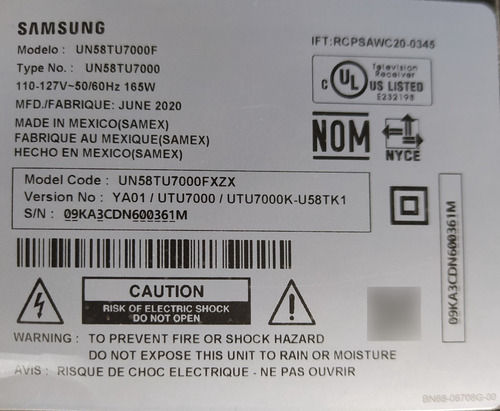 SAMSUNG
Modelo : UN58TU7000F
Type No. : UN58TU7000
110-127V~50/60Hz 165W
MFD./FABRIQUE: JUNE 2020
MADE IN MEXICO(SAMEX)
FABRIQUE AU MEXIQUE(SAMEX)
HECHO EN MEXICO(SAMEX)
IFT:RCPSAWC20-0345
Television
Receiver
C UL US LISTED
E232198
NOM
NYCE
Model Code : UN58TU7000FXZX
Version No : YA01 / UTU7000 / UTU7000K-U58TK1
S/N : 09KA3CDN600361M
09KA3CDN600361M
CAUTION
RISK OF ELECTRIC SHOCK
DO NOT OPEN
WARNING : TO PREVENT FIRE OR SHOCK HAZARD
DO NOT EXPOSE THIS UNIT TO RAIN OR MOISTURE
AVIS : RISQUE DE CHOC ELECTRIQUE - NE PAS OUVRIR